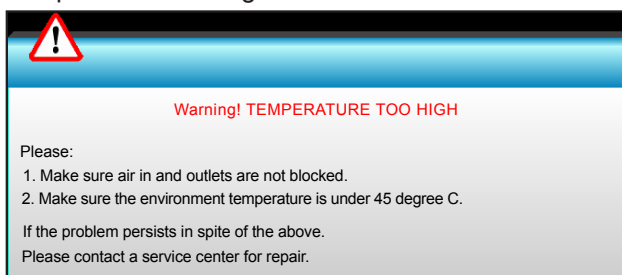 Warning! TEMPERATURE TOO HIGH
Please:
1. Make sure air in and outlets are not blocked.
2. Make sure the environment temperature is under 45 degree C.
If the problem persists in spite of the above.
Please contact a service center for repair.